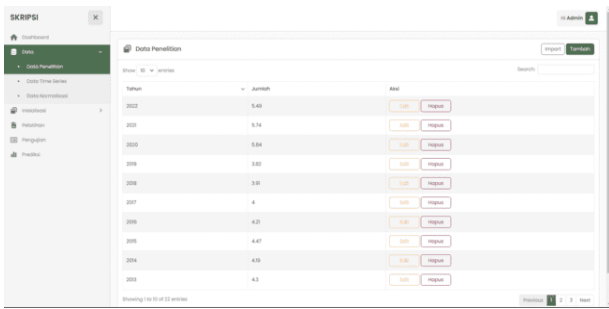 SKRIPSI ×
Hi Admin
Dashboard
Data
Data Penelitian
Data Time Series
Data Normalisasi
Inisialisasi
Pelatihan
Pengujian
Prediksi
Data Penelitian
Import Tambah
Show 10 entries
Search:
Tahun Jumlah Aksi
2022 5.49 Edit Hapus
2021 5.74 Edit Hapus
2020 5.64 Edit Hapus
2019 3.62 Edit Hapus
2018 3.91 Edit Hapus
2017 4 Edit Hapus
2016 4.21 Edit Hapus
2015 4.47 Edit Hapus
2014 4.19 Edit Hapus
2013 4.3 Edit Hapus
Showing 1 to 10 of 22 entries
Previous 1 2 3 Next